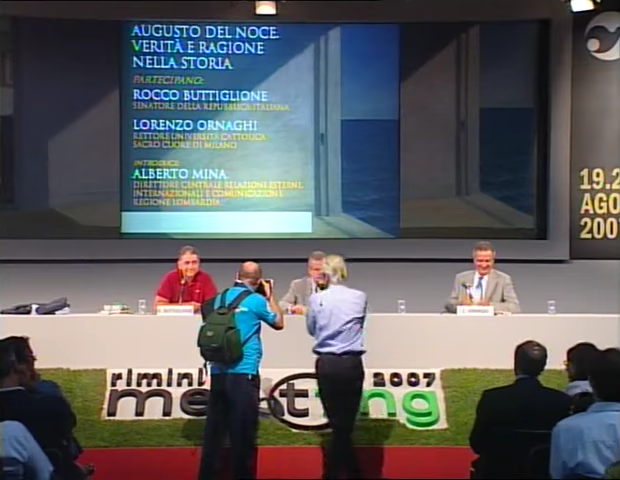 AUGUSTO DEL NOCE.
VERITÀ E RAGIONE
NELLA STORIA
PARTECIPANO:
ROCCO BUTTIGLIONE
SENATORE DELLA REPUBBLICA ITALIANA
LORENZO ORNAGHI
RETTORE UNIVERSITÀ CATTOLICA
SACRO CUORE DI MILANO
INTRODUCE:
ALBERTO MINA
DIRETTORE CENTRALE RELAZIONI ESTERNE,
INTERNAZIONALI E COMUNICAZIONE
REGIONE LOMBARDIA
19.2
AGO
200
R. BUTTIGLIONE
L. ORNAGHI
rimini 2007
meeting